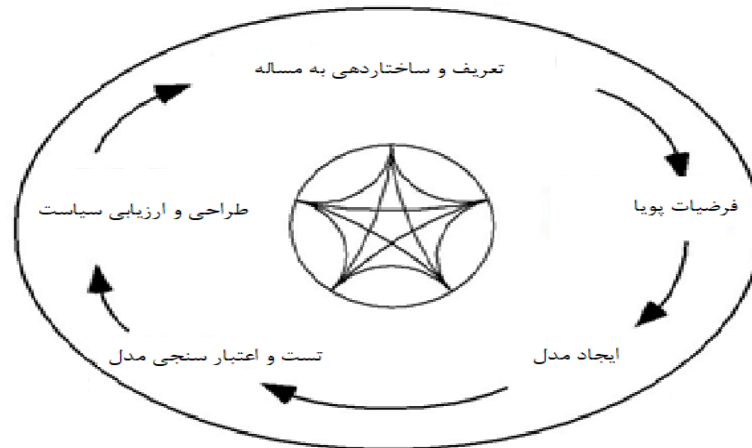 تعریف و ساختاردهی به مساله
فرضیات پویا
ایجاد مدل
تست و اعتبار سنجی مدل
طراحی و ارزیابی سیاست